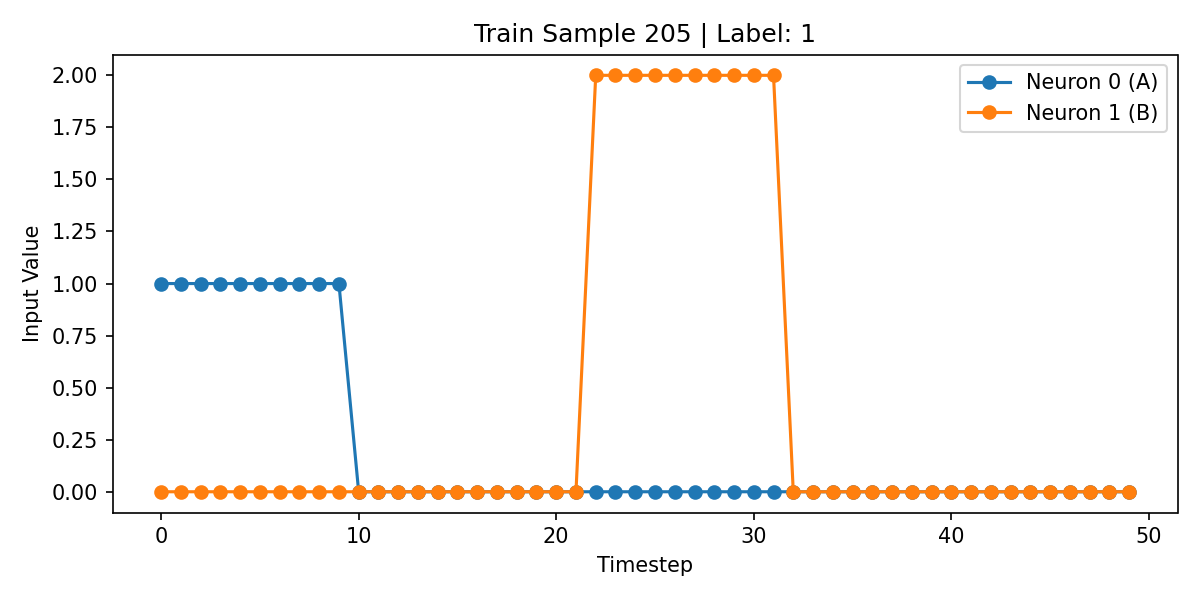 Train Sample 205 | Label: 1
Neuron 0 (A)
Neuron 1 (B)
Input Value
2.00
1.75
1.50
1.25
1.00
0.75
0.50
0.25
0.00
0 10 20 30 40 50
Timestep